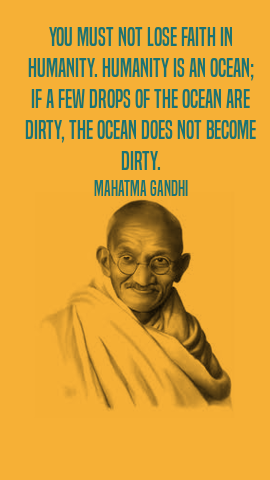 YOU MUST NOT LOSE FAITH IN
HUMANITY. HUMANITY IS AN OCEAN;
IF A FEW DROPS OF THE OCEAN ARE
DIRTY, THE OCEAN DOES NOT BECOME
DIRTY.
MAHATMA GANDHI